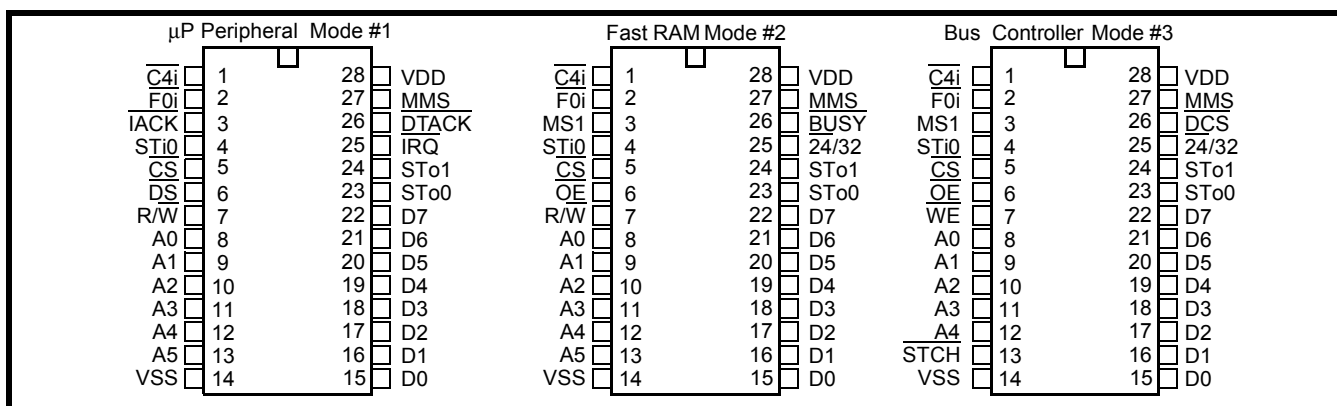 μP Peripheral Mode #1
C4i 1 28 VDD
F0i 2 27 MMS
IACK 3 26 DTACK
STi0 4 25 IRQ
CS 5 24 STo1
DS 6 23 STo0
R/W 7 22 D7
A0 8 21 D6
A1 9 20 D5
A2 10 19 D4
A3 11 18 D3
A4 12 17 D2
A5 13 16 D1
VSS 14 15 D0
Fast RAM Mode #2
C4i 1 28 VDD
F0i 2 27 MMS
MS1 3 26 BUSY
STi0 4 25 24/32
CS 5 24 STo1
OE 6 23 STo0
R/W 7 22 D7
A0 8 21 D6
A1 9 20 D5
A2 10 19 D4
A3 11 18 D3
A4 12 17 D2
A5 13 16 D1
VSS 14 15 D0
Bus Controller Mode #3
C4i 1 28 VDD
F0i 2 27 MMS
MS1 3 26 DCS
STi0 4 25 24/32
CS 5 24 STo1
OE 6 23 STo0
WE 7 22 D7
A0 8 21 D6
A1 9 20 D5
A2 10 19 D4
A3 11 18 D3
A4 12 17 D2
STCH 13 16 D1
VSS 14 15 D0